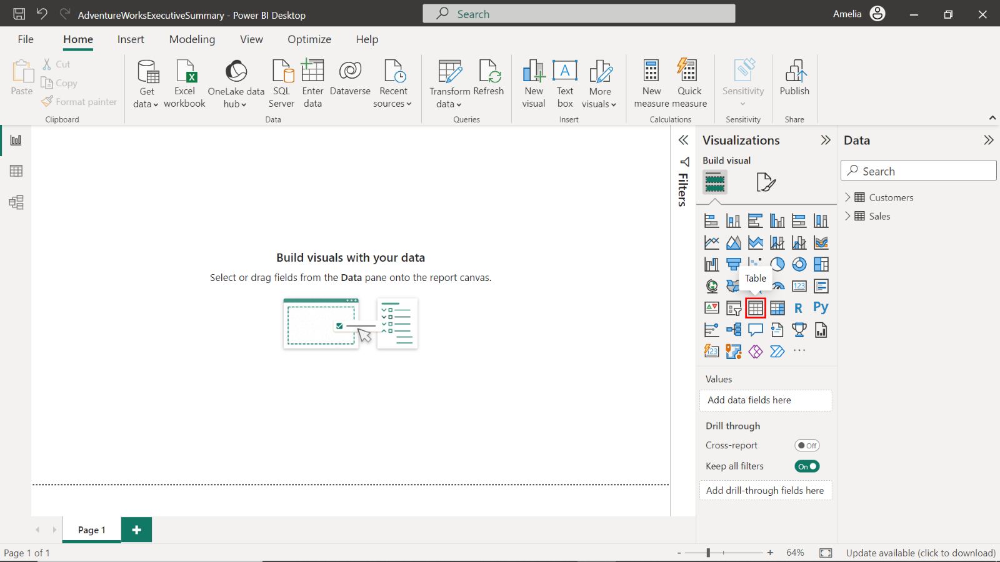 AdventureWorksExecutiveSummary - Power BI Desktop
Search
Amelia
File Home Insert Modeling View Optimize Help
Paste
Cut
Copy
Format painter
Clipboard
Get data
Excel workbook
OneLake data hub
SQL Server
Enter data
Dataverse
Recent sources
Data
Transform data
Refresh
Queries
New visual
Text box
More visuals
Insert
New measure
Quick measure
Calculations
Sensitivity
Sensitivity
Publish
Share
Build visuals with your data
Select or drag fields from the Data pane onto the report canvas.
Filters
Visualizations
Build visual
Table
123
R
Py
123
Values
Add data fields here
Drill through
Cross-report
Off
Keep all filters
On
Add drill-through fields here
Data
Search
Customers
Sales
Page 1
Page 1 of 1
64%
Update available (click to download)